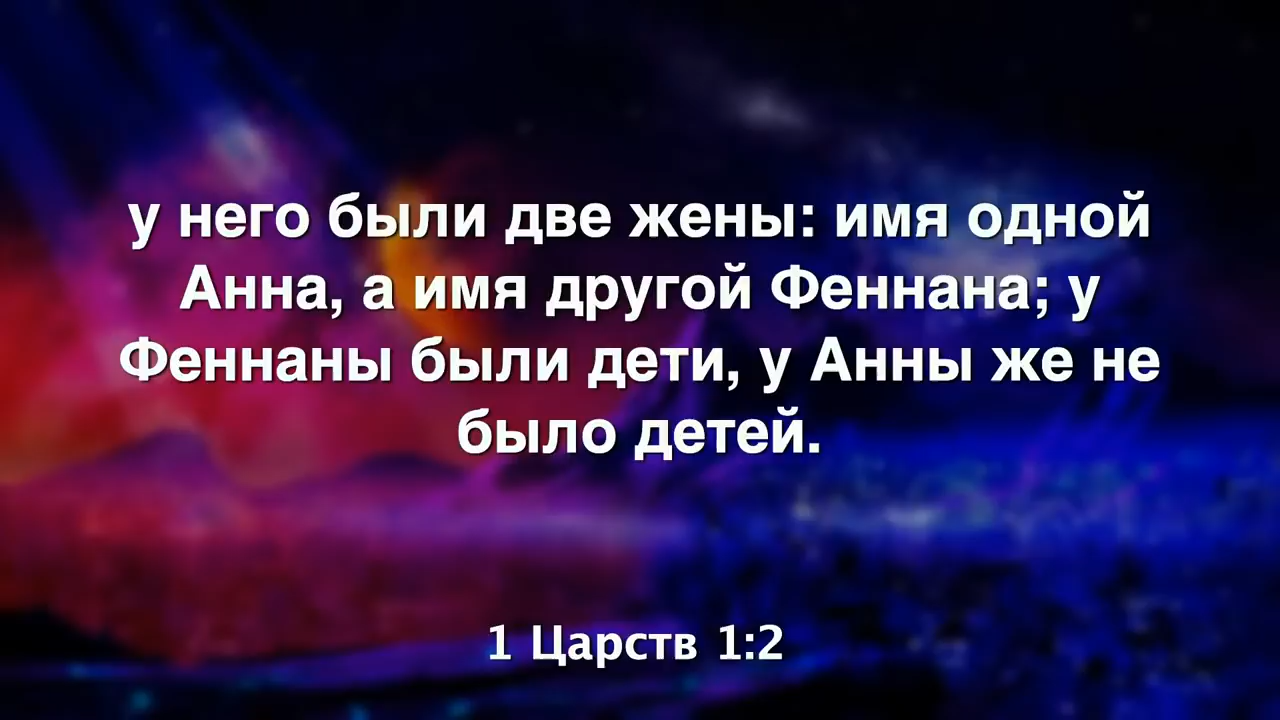 у него были две жены: имя одной
Анна, а имя другой Феннана; у
Феннаны были дети, у Анны же не
было детей.
1 Царств 1:2